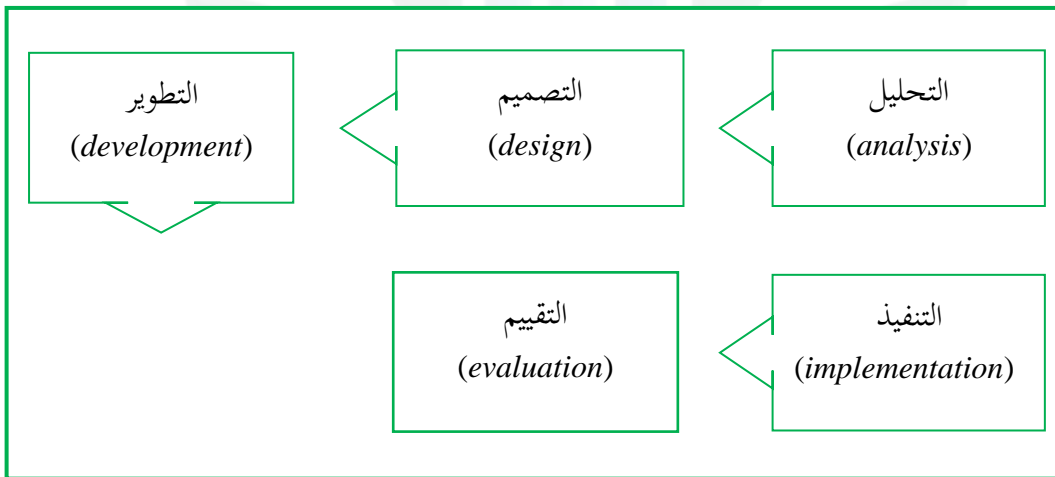 التحليل
(analysis)
التصميم
(design)
التطوير
(development)
التنفيذ
(implementation)
التقييم
(evaluation)